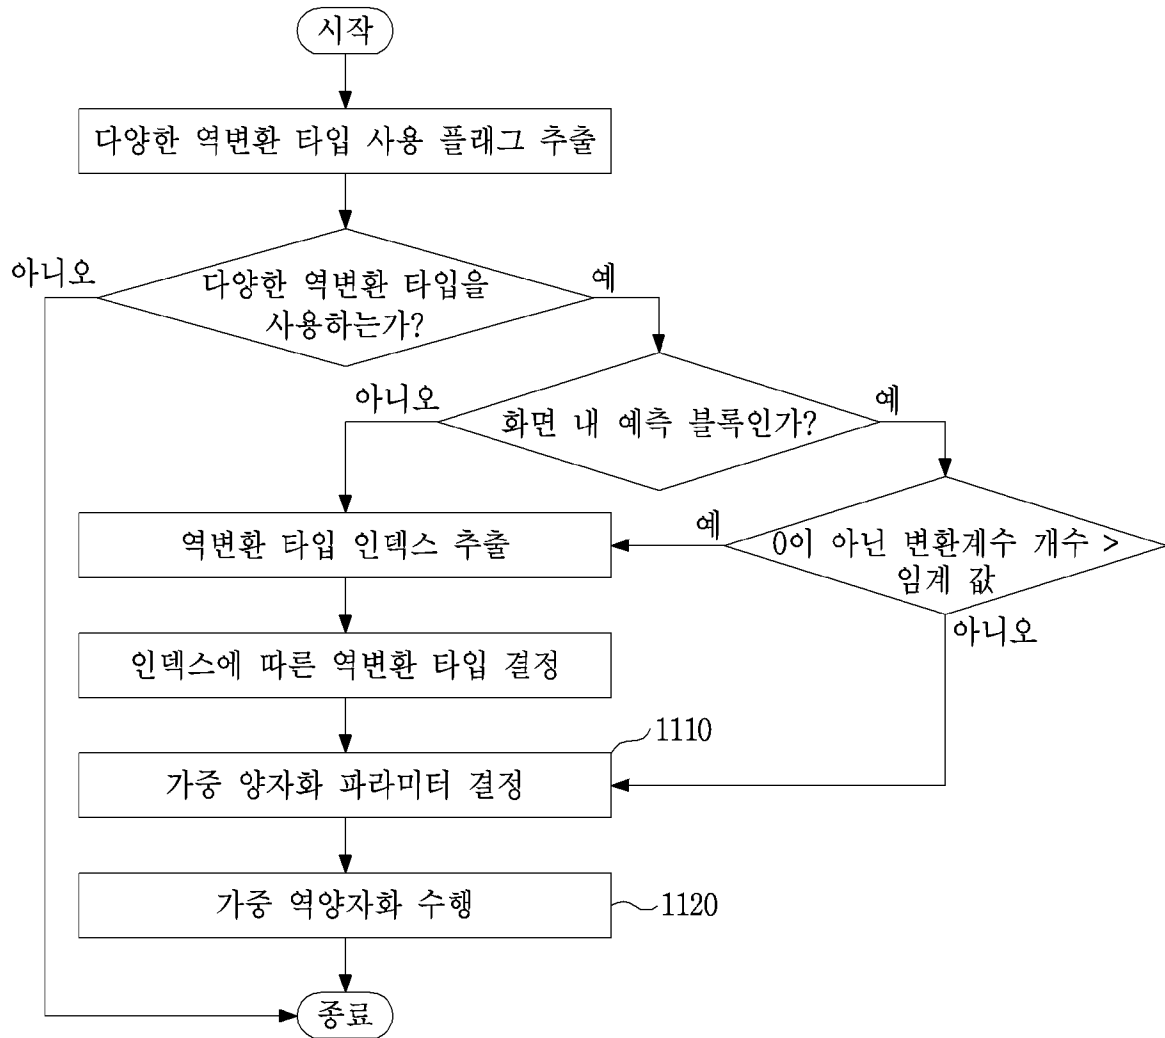 시작
다양한 역변환 타입 사용 플래그 추출
아니오
다양한 역변환 타입을
사용하는가?
예
아니오
화면 내 예측 블록인가?
예
역변환 타입 인덱스 추출
예
0이 아닌 변환계수 개수 >
임계 값
아니오
인덱스에 따른 역변환 타입 결정
1110
가중 양자화 파라미터 결정
가중 역양자화 수행
1120
종료